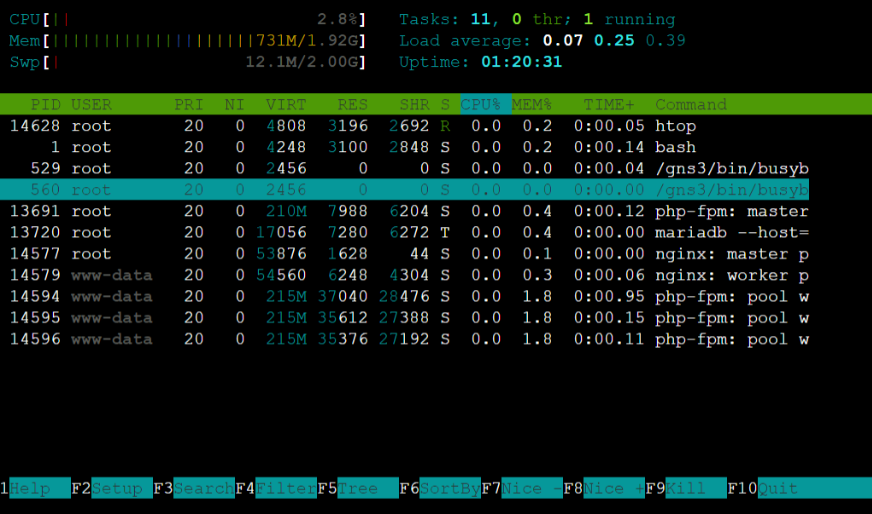 CPU[|| 2.8%] Tasks: 11, 0 thr; 1 running
Mem[||||||||||||||||||||731M/1.92G] Load average: 0.07 0.25 0.39
Swp[| 12.1M/2.00G] Uptime: 01:20:31
PID USER PRI NI VIRT RES SHR S CPU% MEM% TIME+ Command
14628 root 20 0 4808 3196 2692 R 0.0 0.2 0:00.05 htop
1 root 20 0 4248 3100 2848 S 0.0 0.2 0:00.14 bash
529 root 20 0 2456 0 0 S 0.0 0.0 0:00.04 /gns3/bin/busyb
560 root 20 0 2456 0 0 S 0.0 0.0 0:00.00 /gns3/bin/busyb
13691 root 20 0 210M 7988 6204 S 0.0 0.4 0:00.12 php-fpm: master
13720 root 20 0 17056 7280 6272 T 0.0 0.4 0:00.00 mariadb --host=
14577 root 20 0 53876 1628 44 S 0.0 0.1 0:00.00 nginx: master p
14579 www-data 20 0 54560 6248 4304 S 0.0 0.3 0:00.06 nginx: worker p
14594 www-data 20 0 215M 37040 28476 S 0.0 1.8 0:00.95 php-fpm: pool w
14595 www-data 20 0 215M 35612 27388 S 0.0 1.8 0:00.15 php-fpm: pool w
14596 www-data 20 0 215M 35376 27192 S 0.0 1.8 0:00.11 php-fpm: pool w
1Help F2Setup F3SearchF4FilterF5Tree F6SortByF7Nice -F8Nice +F9Kill F10Quit